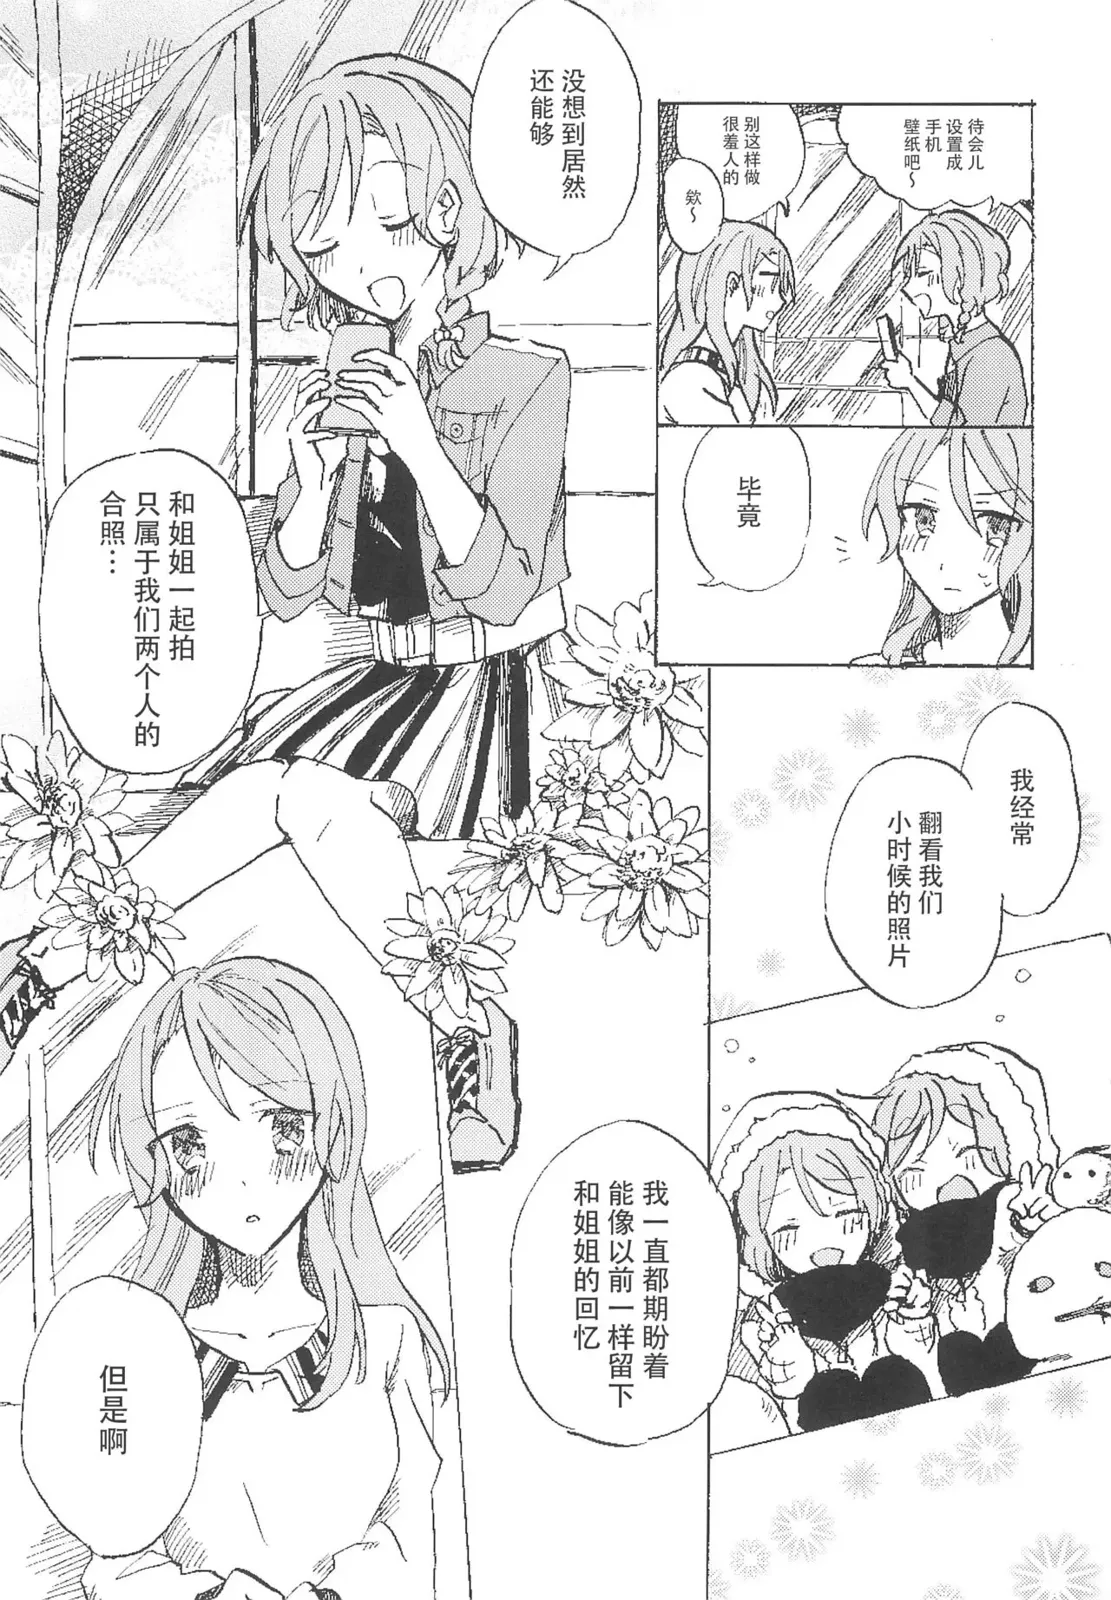 待会儿
设置成
手机
壁纸吧～
别这样做
很羞人的
欸～
毕竟
没想到居然
还能够
和姐姐一起拍
只属于我们两个人的
合照…
我经常
翻看我们
小时候的照片
我一直都期盼着
能像以前一样留下
和姐姐的回忆
但是啊